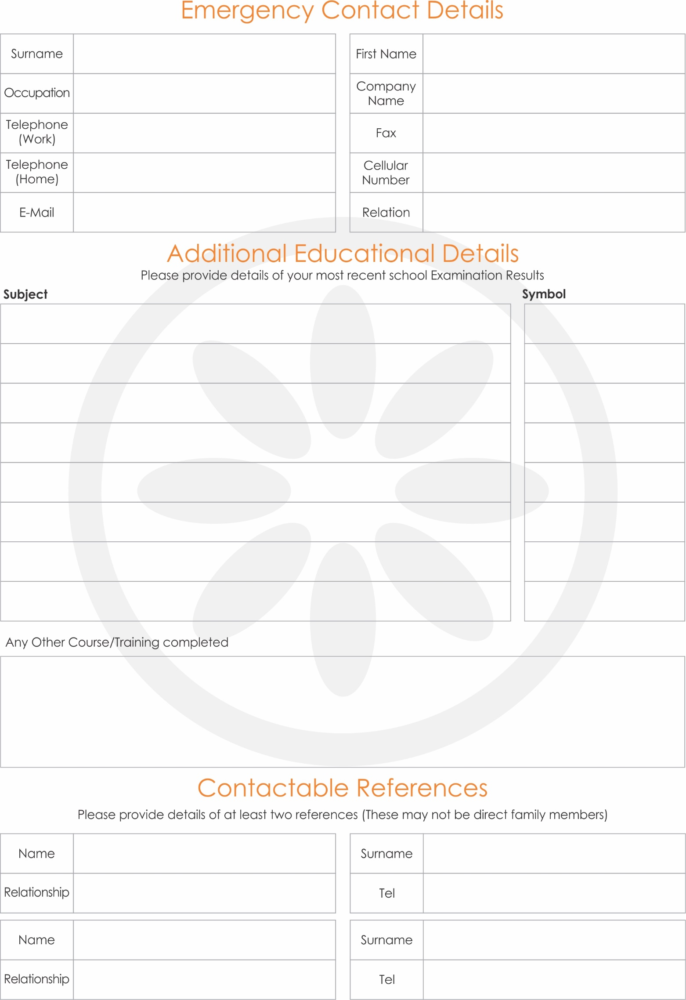 Emergency Contact Details
Surname
First Name
Occupation
Company
Name
Telephone
(Work)
Fax
Telephone
(Home)
Cellular
Number
E-Mail
Relation
Additional Educational Details
Please provide details of your most recent school Examination Results
Subject
Symbol
Any Other Course/Training completed
Contactable References
Please provide details of at least two references (These may not be direct family members)
Name
Surname
Relationship
Tel
Name
Surname
Relationship
Tel